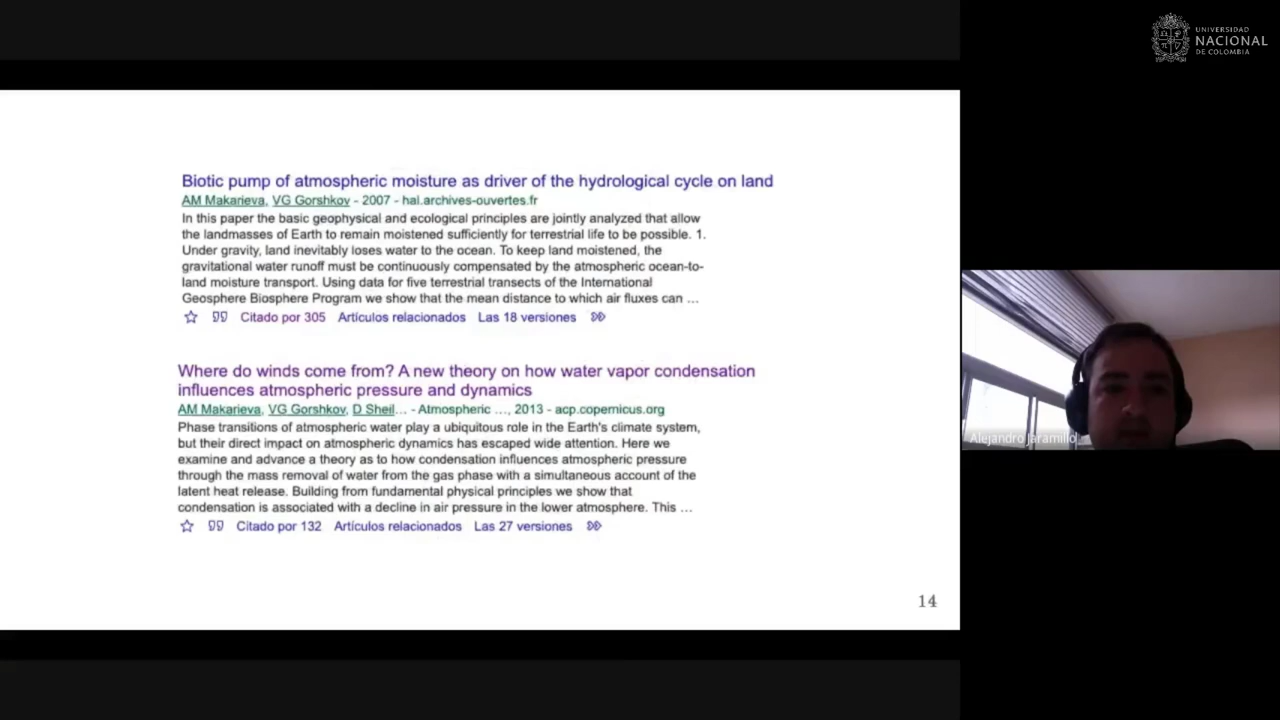 UNIVERSIDAD
NACIONAL
DE COLOMBIA
Biotic pump of atmospheric moisture as driver of the hydrological cycle on land
AM Makarieva, VG Gorshkov - 2007 - hal.archives-ouvertes.fr
In this paper the basic geophysical and ecological principles are jointly analyzed that allow
the landmasses of Earth to remain moistened sufficiently for terrestrial life to be possible. 1.
Under gravity, land inevitably loses water to the ocean. To keep land moistened, the
gravitational water runoff must be continuously compensated by the atmospheric ocean-to-
land moisture transport. Using data for five terrestrial transects of the International
Geosphere Biosphere Program we show that the mean distance to which air fluxes can ...
Citado por 305 Artículos relacionados Las 18 versiones
Where do winds come from? A new theory on how water vapor condensation
influences atmospheric pressure and dynamics
AM Makarieva, VG Gorshkov, D Sheil... - Atmospheric ..., 2013 - acp.copernicus.org
Phase transitions of atmospheric water play a ubiquitous role in the Earth's climate system,
but their direct impact on atmospheric dynamics has escaped wide attention. Here we
examine and advance a theory as to how condensation influences atmospheric pressure
through the mass removal of water from the gas phase with a simultaneous account of the
latent heat release. Building from fundamental physical principles we show that
condensation is associated with a decline in air pressure in the lower atmosphere. This ...
Citado por 132 Artículos relacionados Las 27 versiones
14
Alejandro Jaramillo